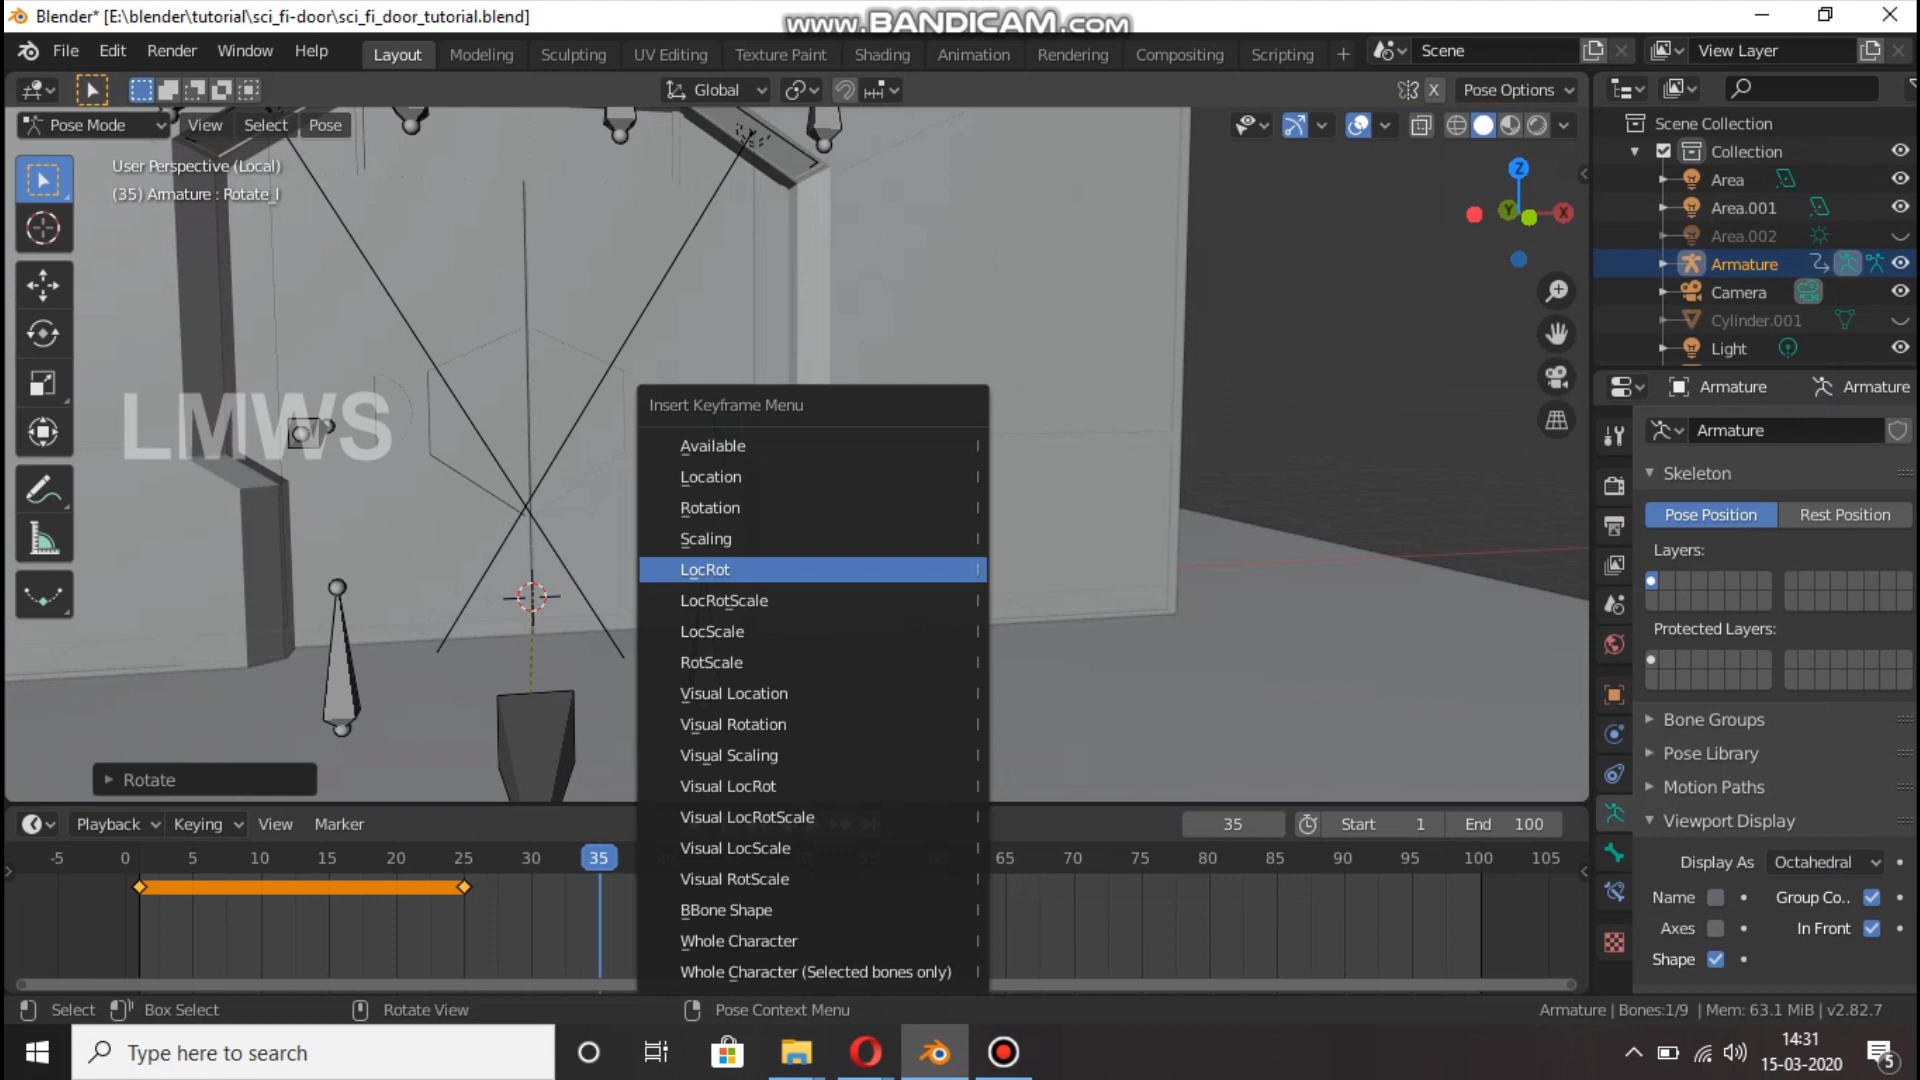 Blender* [E:\blender\tutorial\sci_fi-door\sci_fi_door_tutorial.blend]
www.BANDICAM.com
File Edit Render Window Help Layout Modeling Sculpting UV Editing Texture Paint Shading Animation Rendering Compositing Scripting + Scene View Layer
Global X Pose Options
Pose Mode View Select Pose
User Perspective (Local)
(35) Armature : Rotate_l
Z
Y
X
LMWS
Scene Collection
Collection
Area
Area.001
Area.002
Armature
Camera
Cylinder.001
Light
Armature Armature
Armature
Skeleton
Pose Position Rest Position
Layers:
Protected Layers:
Bone Groups
Pose Library
Motion Paths
Viewport Display
Display As Octahedral
Name Group Co..
Axes In Front
Shape
Insert Keyframe Menu
Available I
Location I
Rotation I
Scaling I
LocRot I
LocRotScale I
LocScale I
RotScale I
Visual Location I
Visual Rotation I
Visual Scaling I
Visual LocRot I
Visual LocRotScale I
Visual LocScale I
Visual RotScale I
BBone Shape I
Whole Character I
Whole Character (Selected bones only) I
Rotate
Playback Keying View Marker 35 Start 1 End 100
-5 0 5 10 15 20 25 30 35 65 70 75 80 85 90 95 100 105
Select Box Select Rotate View Pose Context Menu Armature | Bones:1/9 | Mem: 63.1 MiB | v2.82.7
Type here to search
14:31
15-03-2020
5